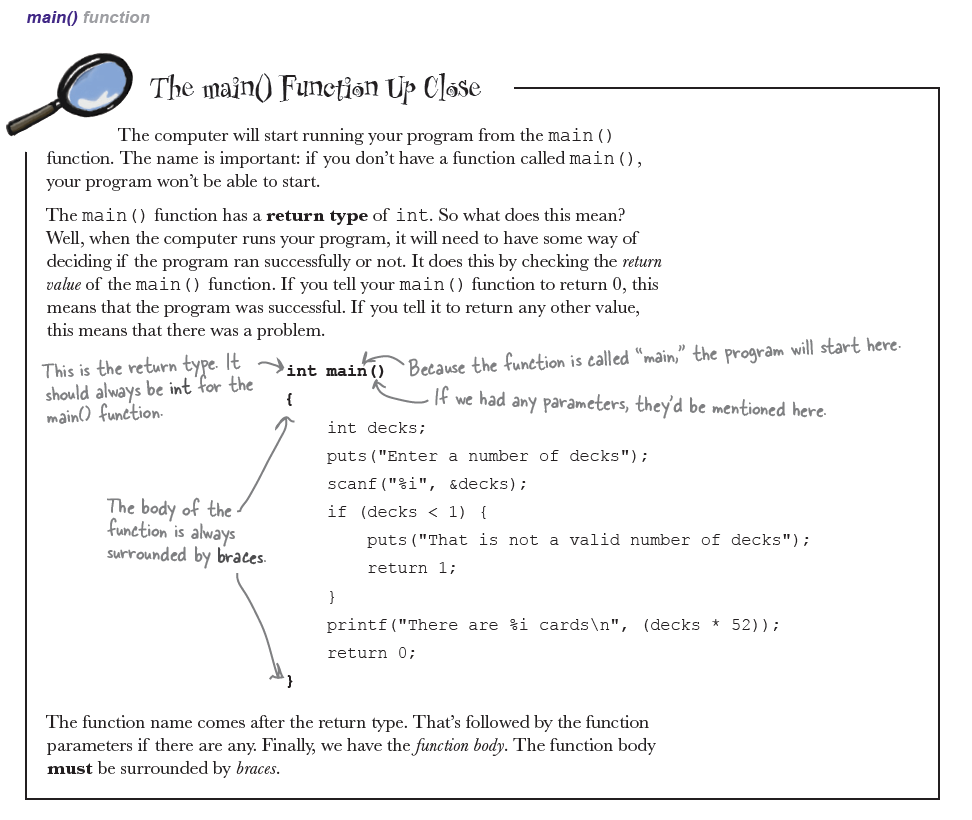 main() function
The main() Function Up Close
The computer will start running your program from the main()
function. The name is important: if you don’t have a function called main(),
your program won’t be able to start.
The main() function has a return type of int. So what does this mean?
Well, when the computer runs your program, it will need to have some way of
deciding if the program ran successfully or not. It does this by checking the return
value of the main() function. If you tell your main() function to return 0, this
means that the program was successful. If you tell it to return any other value,
this means that there was a problem.
This is the return type. It
should always be int for the
main() function.
int main()
Because the function is called “main,” the program will start here.
{
If we had any parameters, they’d be mentioned here.
int decks;
puts("Enter a number of decks");
scanf("%i", &decks);
if (decks < 1) {
puts("That is not a valid number of decks");
return 1;
}
printf("There are %i cards\n", (decks * 52));
return 0;
}
The body of the
function is always
surrounded by braces.
The function name comes after the return type. That’s followed by the function
parameters if there are any. Finally, we have the function body. The function body
must be surrounded by braces.